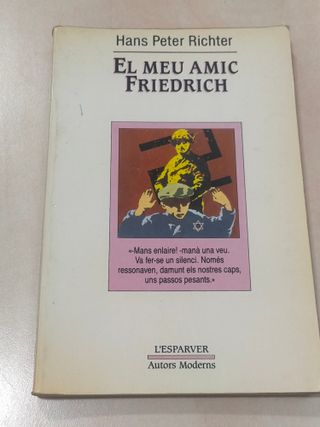 Hans Peter Richter
EL MEU AMIC
FRIEDRICH
«-Mans enlaire! -manà una veu.
Va fer-se un silenci. Només
ressonaven, damunt els nostres caps,
uns passos pesants.»
L'ESPARVER
Autors Moderns